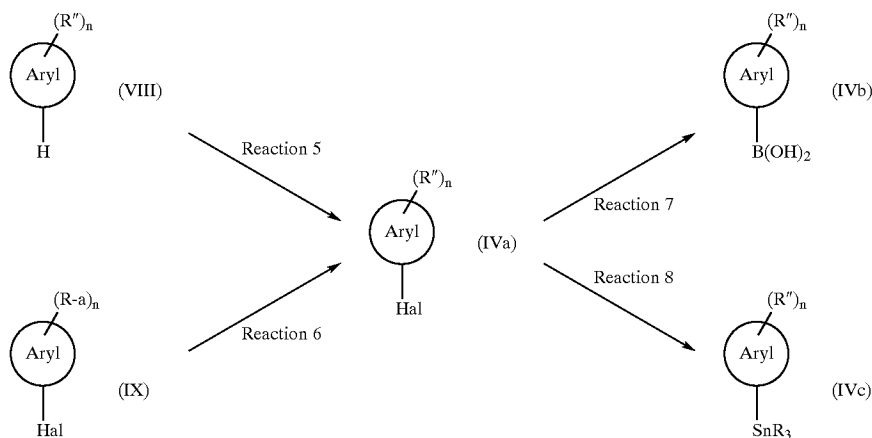 (R″)n
Aryl
(VIII)
H
Reaction 5
(R-a)n
Aryl
(IX)
Hal
Reaction 6
(R″)n
Aryl
(IVa)
Hal
Reaction 7
(R″)n
Aryl
(IVb)
B(OH)2
Reaction 8
(R″)n
Aryl
(IVc)
SnR3